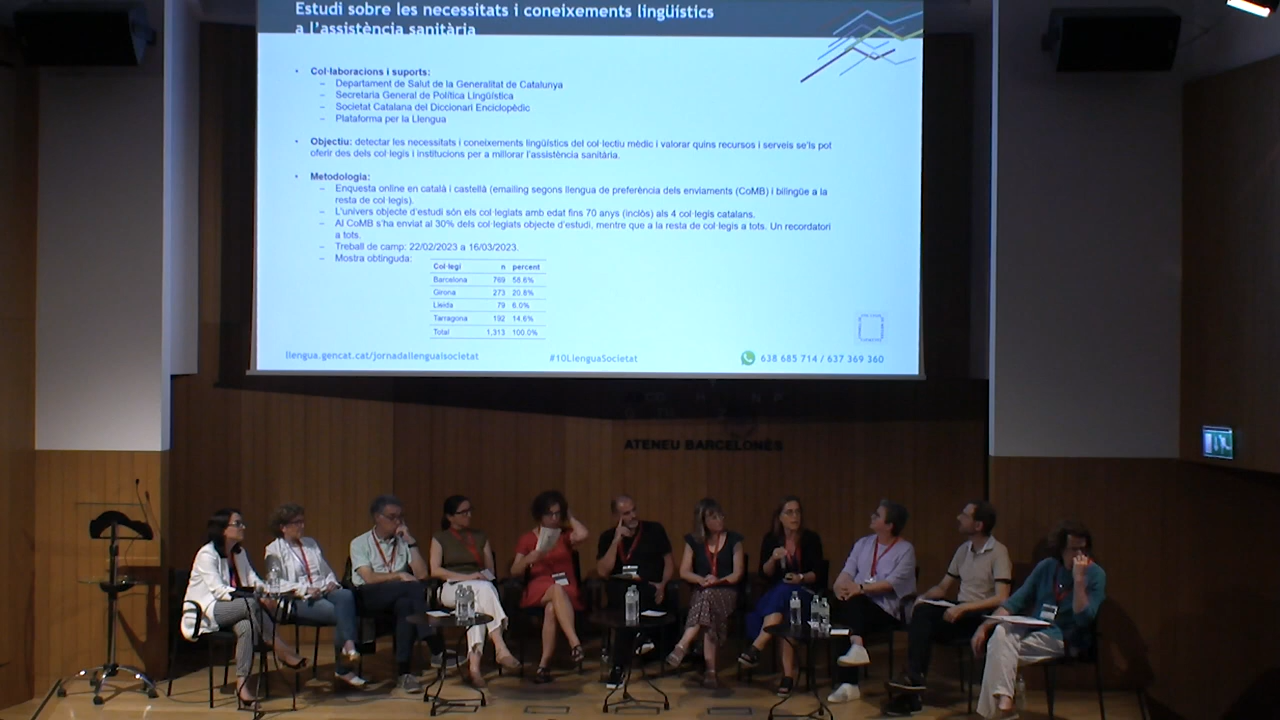 Estudi sobre les necessitats i coneixements lingüístics
a l'assistència sanitària
• Col·laboracions i suports:
– Departament de Salut de la Generalitat de Catalunya
– Secretaria General de Política Lingüística
– Societat Catalana del Diccionari Enciclopèdic
– Plataforma per la Llengua
• Objectiu: detectar les necessitats i coneixements lingüístics del col·lectiu mèdic i valorar quins recursos i serveis se'ls pot
oferir des dels col·legis i institucions per a millorar l'assistència sanitària.
• Metodologia:
– Enquesta online en català i castellà (emailing segons llengua de preferència dels enviaments (CoMB) i bilingüe a la
resta de col·legis).
– L'univers objecte d'estudi són els col·legiats amb edat fins 70 anys (inclòs) als 4 col·legis catalans.
– Al CoMB s'ha enviat al 30% dels col·legiats objecte d'estudi, mentre que a la resta de col·legis a tots. Un recordatori
a tots.
– Treball de camp: 22/02/2023 a 16/03/2023.
– Mostra obtinguda:
Col·legi n percent
Barcelona 769 58.6%
Girona 273 20.8%
Lleida 79 6.0%
Tarragona 192 14.6%
Total 1,313 100.0%
llengua.gencat.cat/jornadallenguaisocietat #10LlenguaSocietat 638 685 714 / 637 369 360
ATENEU BARCELONÈS